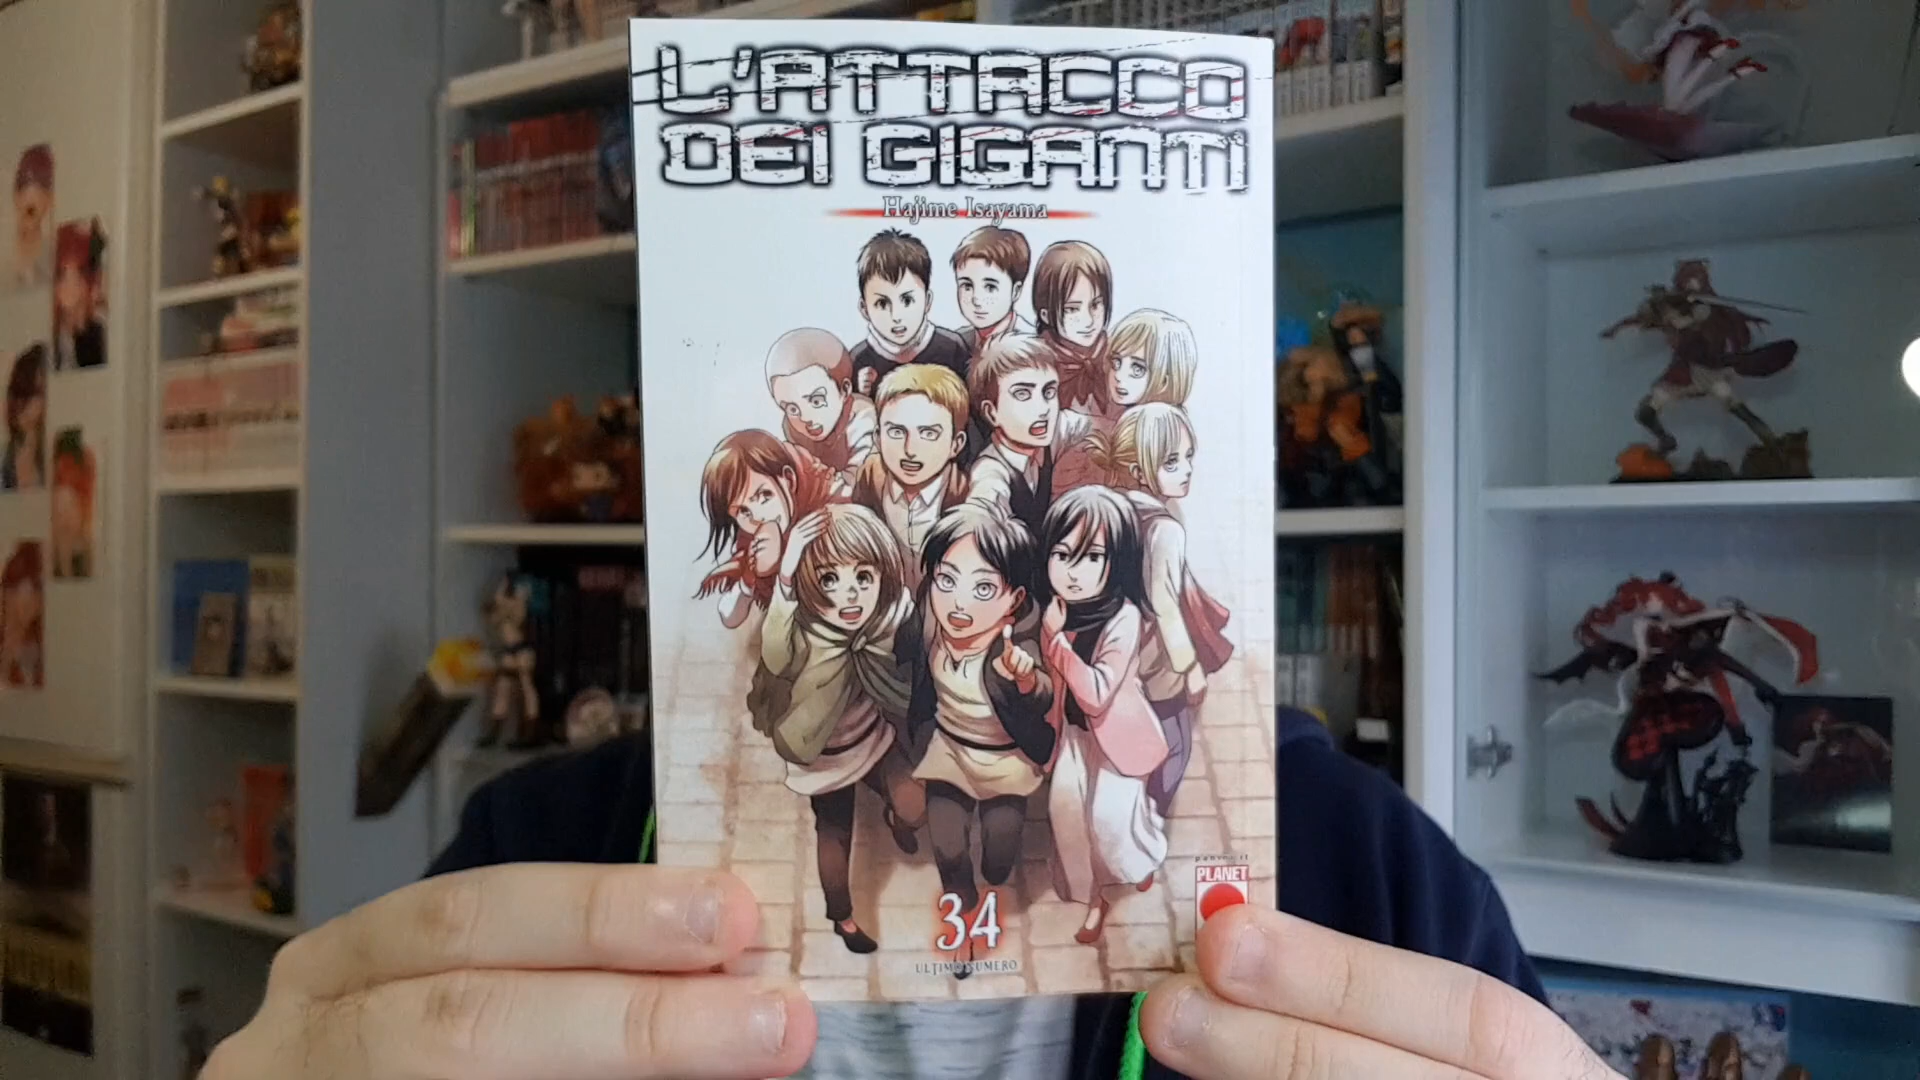 L'ATTACCO
DEI GIGANTI
Hajime Isayama
34
ULTIMO NUMERO
panini.it
PLANET